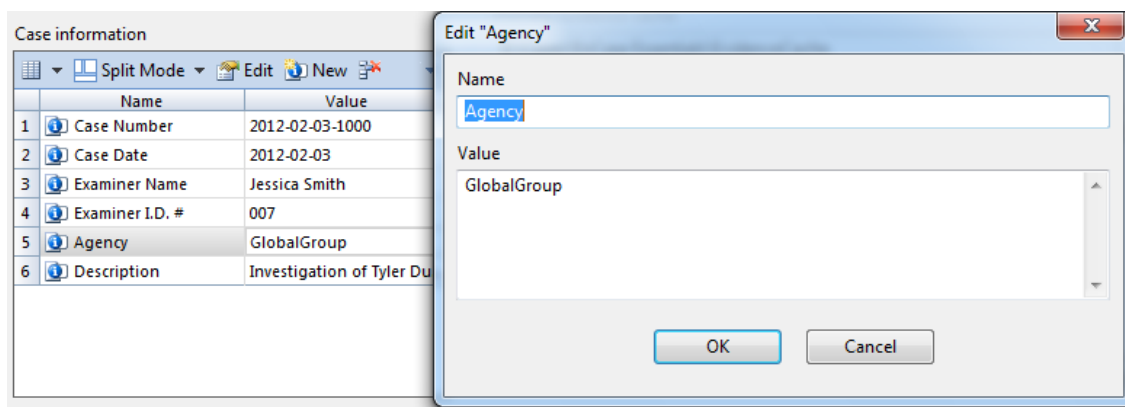 Case information
Split Mode Edit New
Name Value
1 Case Number 2012-02-03-1000
2 Case Date 2012-02-03
3 Examiner Name Jessica Smith
4 Examiner I.D. # 007
5 Agency GlobalGroup
6 Description Investigation of Tyler Du
Edit "Agency"
Name
Agency
Value
GlobalGroup
OK Cancel